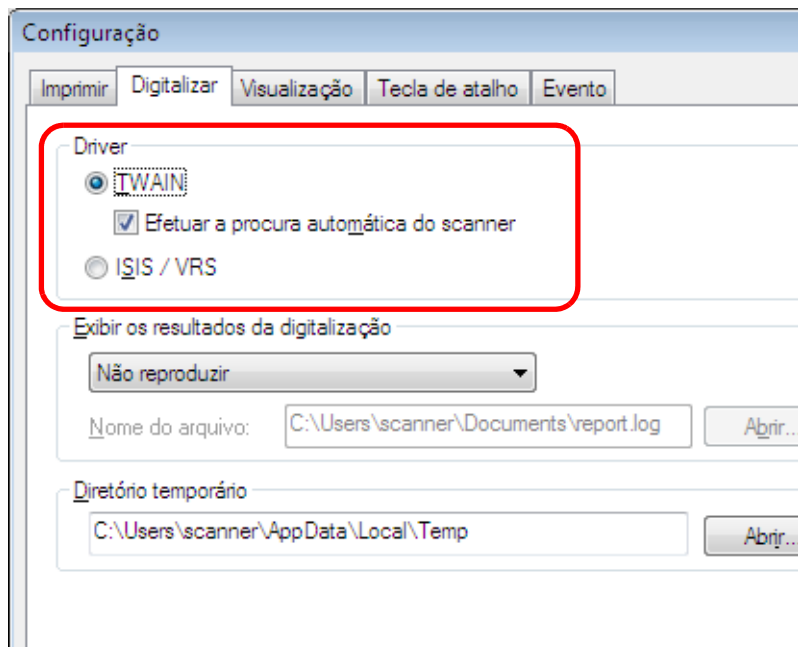 Configuração
Imprimir Digitalizar Visualização Tecla de atalho Evento
Driver
TWAIN
Efetuar a procura automática do scanner
ISIS / VRS
Exibir os resultados da digitalização
Não reproduzir
Nome do arquivo: C:\Users\scanner\Documents\report.log Abrir...
Diretório temporário
C:\Users\scanner\AppData\Local\Temp Abrir...